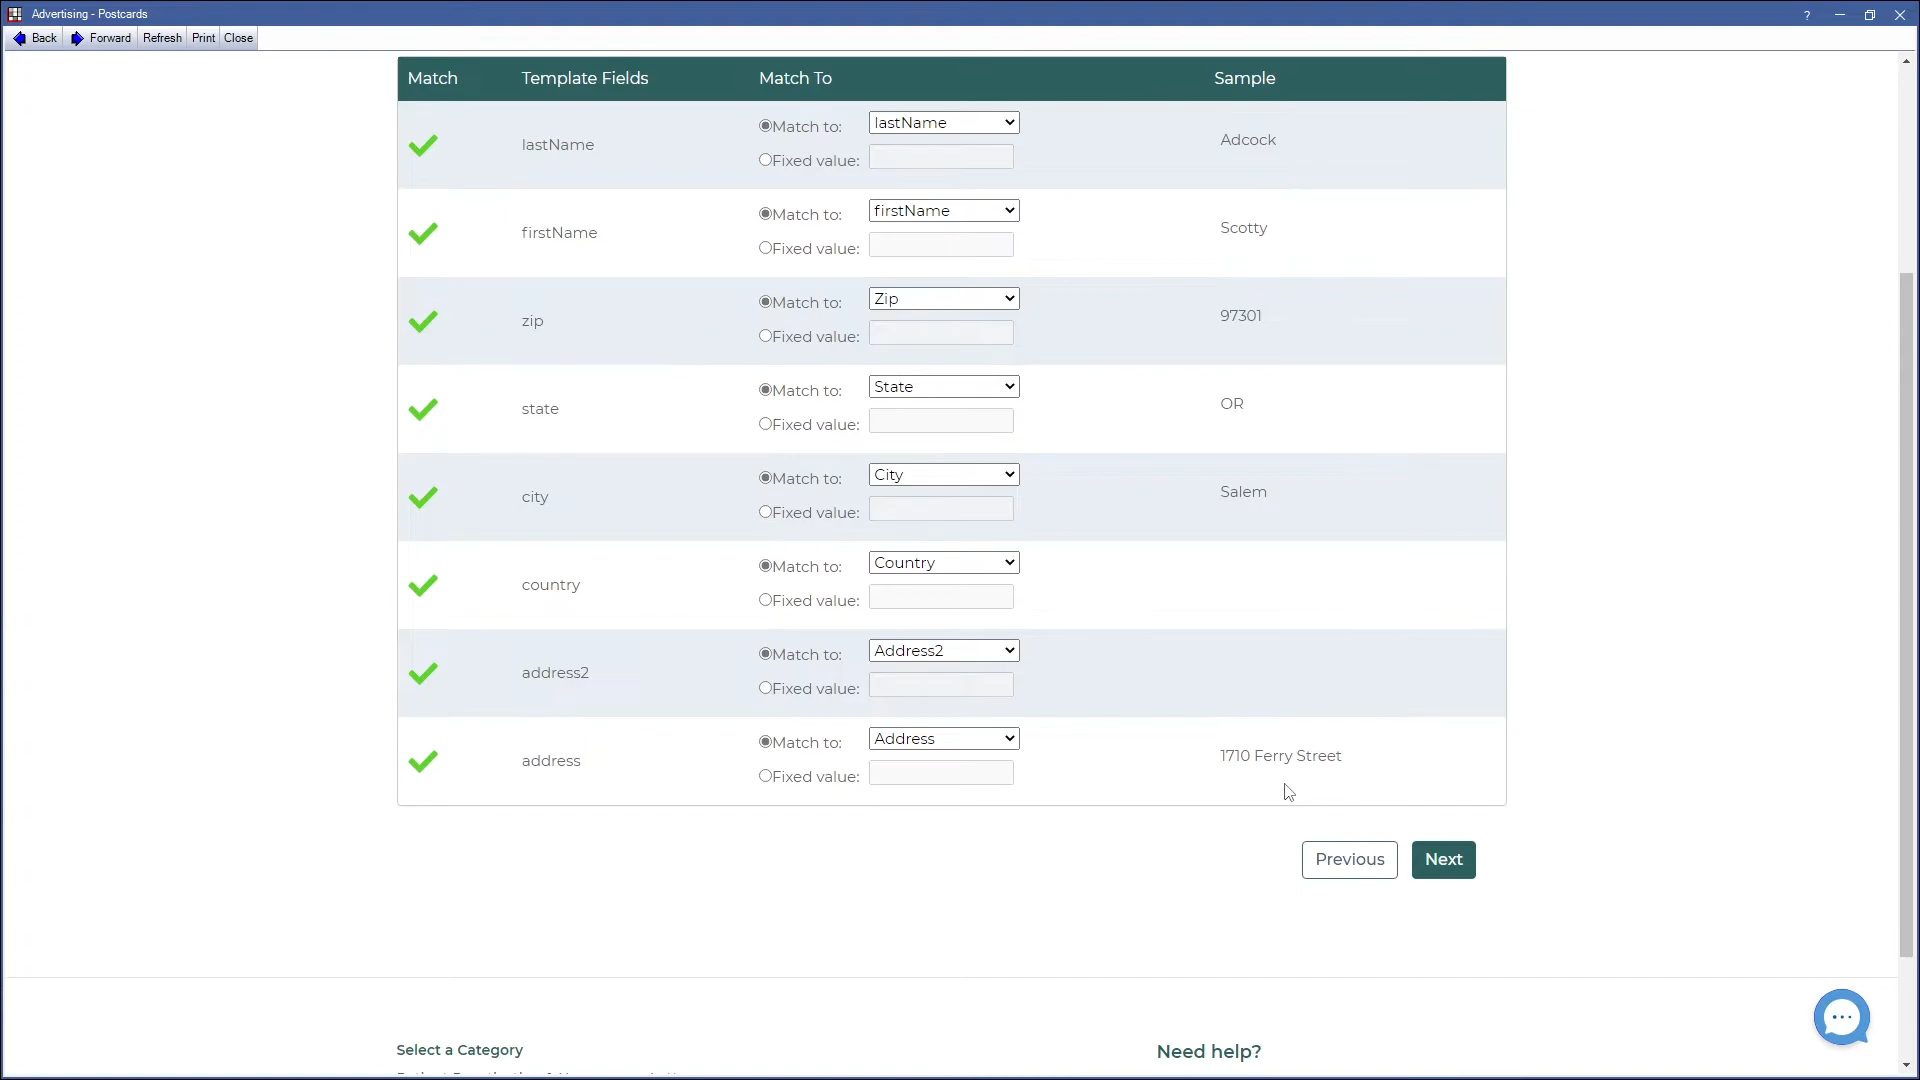 Advertising - Postcards
?
Back Forward Refresh Print Close
Match Template Fields Match To Sample
lastName Match to: lastName Adcock
Fixed value:
firstName Match to: firstName Scotty
Fixed value:
zip Match to: Zip 97301
Fixed value:
state Match to: State OR
Fixed value:
city Match to: City Salem
Fixed value:
country Match to: Country
Fixed value:
address2 Match to: Address2
Fixed value:
address Match to: Address 1710 Ferry Street
Fixed value:
Previous Next
Select a Category Need help?